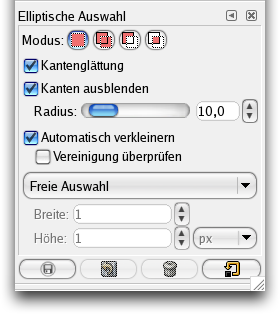 Elliptische Auswahl
Modus:
Kantenglättung
Kanten ausblenden
Radius: 10,0
Automatisch verkleinern
Vereinigung überprüfen
Freie Auswahl
Breite: 1
Höhe: 1 px